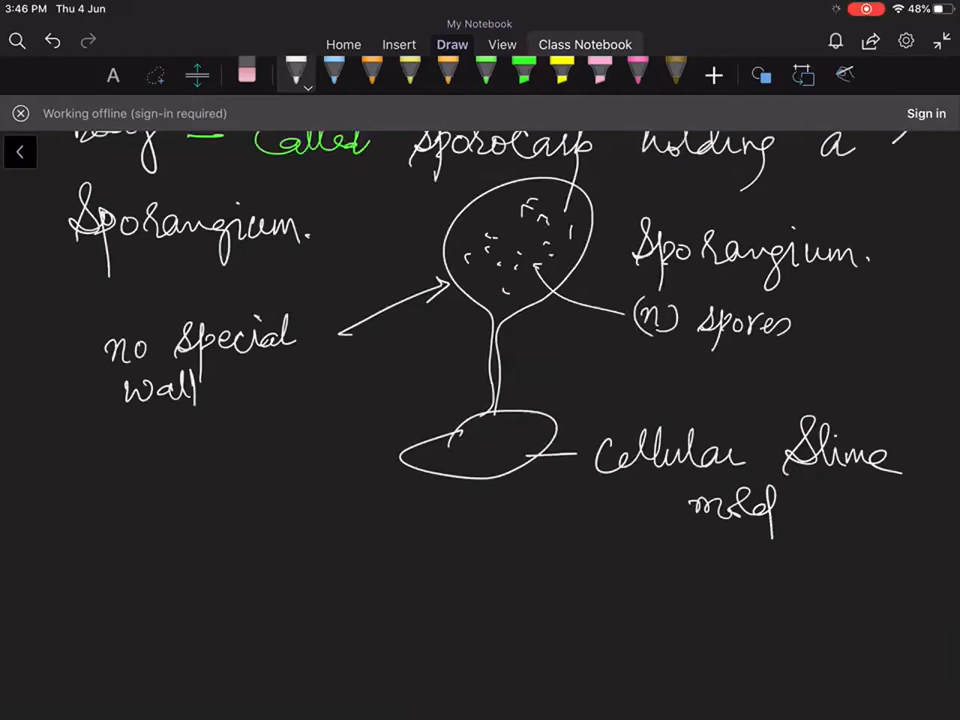 3:46 PM Thu 4 Jun
48%
My Notebook
Home Insert Draw View Class Notebook
A
Working offline (sign-in required) Sign in
= Called Sporocarp holding a
Sporangium.
Sporangium.
(n) spores
no special
wall
Cellular Slime
mold